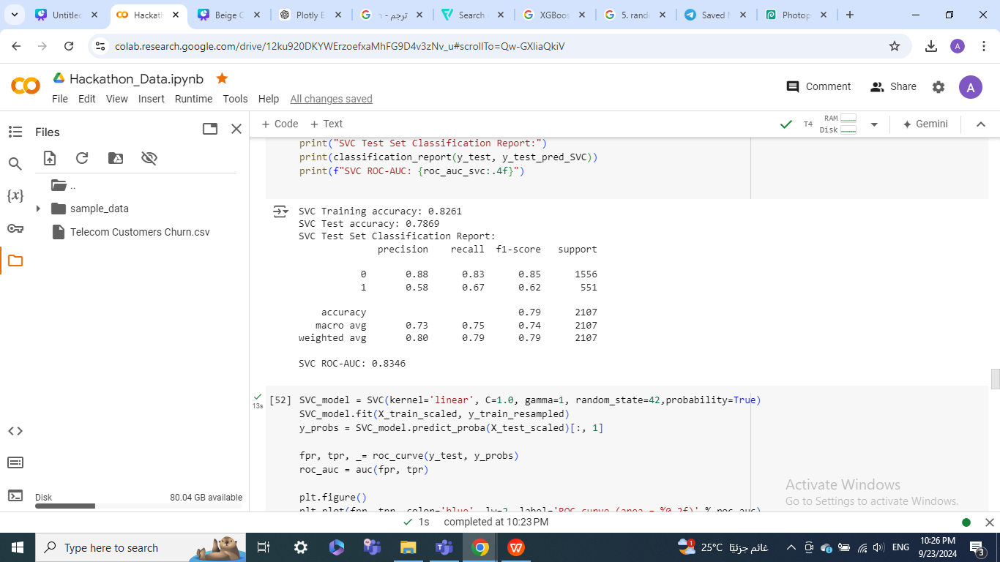 Untitled
Hackath
Beige C
Plotly E
ترجم - n
Search
XGBoos
5. rand
Saved M
Photop
colab.research.google.com/drive/12ku920DKYWErzoefxaMhFG9D4v3zNv_u#scrollTo=Qw-GXliaQkiV
A
Hackathon_Data.ipynb
File Edit View Insert Runtime Tools Help All changes saved
Comment
Share
A
Files
+ Code + Text
T4
RAM
Disk
Gemini
..
sample_data
Telecom Customers Churn.csv
{x}
print("SVC Test Set Classification Report:")
print(classification_report(y_test, y_test_pred_SVC))
print(f"SVC ROC-AUC: {roc_auc_svc:.4f}")
SVC Training accuracy: 0.8261
SVC Test accuracy: 0.7869
SVC Test Set Classification Report:
precision recall f1-score support
0 0.88 0.83 0.85 1556
1 0.58 0.67 0.62 551
accuracy 0.79 2107
macro avg 0.73 0.75 0.74 2107
weighted avg 0.80 0.79 0.79 2107
SVC ROC-AUC: 0.8346
13s
[52] SVC_model = SVC(kernel='linear', C=1.0, gamma=1, random_state=42,probability=True)
SVC_model.fit(X_train_scaled, y_train_resampled)
y_probs = SVC_model.predict_proba(X_test_scaled)[:, 1]
fpr, tpr, _= roc_curve(y_test, y_probs)
roc_auc = auc(fpr, tpr)
plt.figure()
plt.plot(fpr, tpr, color='blue', lw=2, label='ROC curve (area = %0.2f)' % roc_auc)
Activate Windows
Go to Settings to activate Windows.
Disk
80.04 GB available
1s completed at 10:23 PM
Type here to search
1
25°C
غائم جزئيًا
ENG
10:26 PM
9/23/2024
3